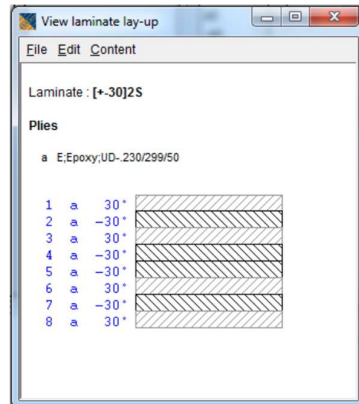 View laminate lay-up
File Edit Content
Laminate : [+-30]2S
Plies
a E;Epoxy;UD-.230/299/50
1 a 30°
2 a -30°
3 a 30°
4 a -30°
5 a -30°
6 a 30°
7 a -30°
8 a 30°